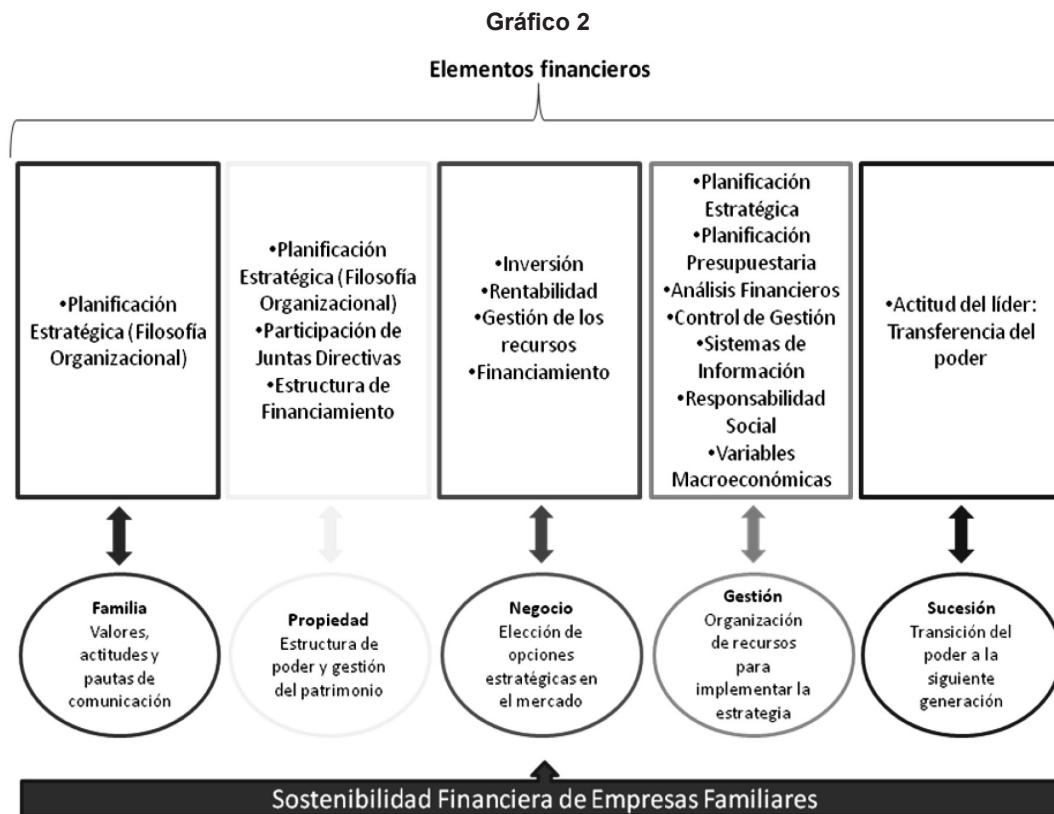 Gráfico 2
Elementos financieros
•Planificación
Estratégica (Filosofía
Organizacional)
•Planificación
Estratégica (Filosofía
Organizacional)
•Participación de
Juntas Directivas
•Estructura de
Financiamiento
•Inversión
•Rentabilidad
•Gestión de los
recursos
•Financiamiento
•Planificación
Estratégica
•Planificación
Presupuestaria
•Análisis Financieros
•Control de Gestión
•Sistemas de
Información
•Responsabilidad
Social
•Variables
Macroeconómicas
•Actitud del líder:
Transferencia del
poder
Familia
Valores,
actitudes y
pautas de
comunicación
Propiedad
Estructura de
poder y gestión
del patrimonio
Negocio
Elección de
opciones
estratégicas en
el mercado
Gestión
Organización
de recursos
para
implementar la
estrategia
Sucesión
Transición del
poder a la
siguiente
generación
Sostenibilidad Financiera de Empresas Familiares